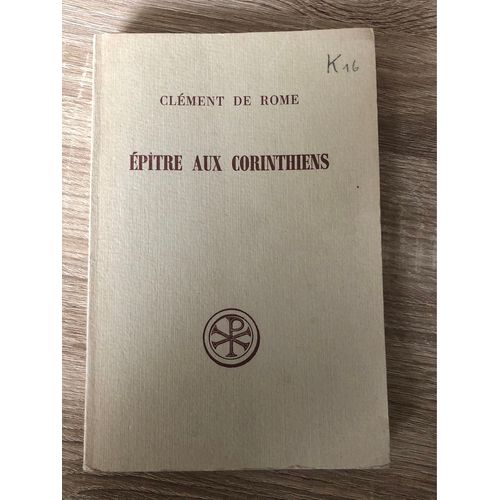 K 16
CLÉMENT DE ROME
ÉPÎTRE AUX CORINTHIENS